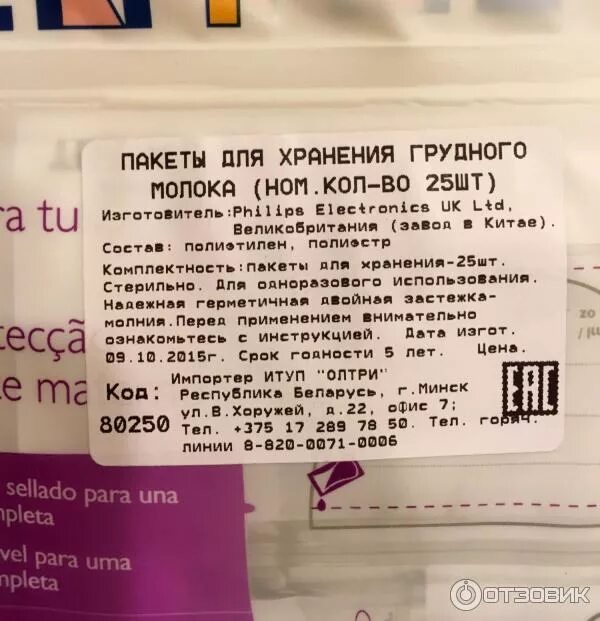 ПАКЕТЫ ДЛЯ ХРАНЕНИЯ ГРУДНОГО
МОЛОКА (НОМ.КОЛ-ВО 25ШТ)
Изготовитель:Philips Electronics UK Ltd,
Великобритания (завод в Китае).
Состав: полиэтилен, полиэстр
Комплектность:пакеты для хранения-25шт.
Стерильно. Для одноразового использования.
Надежная герметичная двойная застежка-
молния.Перед применением внимательно
ознакомьтесь с инструкцией. Дата изгот.
09.10.2015г. Срок годности 5 лет. Цена.
Импортер ИТУП "ОЛТРИ"
Код: Республика Беларусь, г.Минск
ул.В.Хоружей, д.22, офис 7;
80250 Тел. +375 17 289 78 50. Тел. горяч.
линии 8-820-0071-0006
EAC
ra tu
tecçã
te ma
sellado para una
mpleta
vel para uma
mpleta
oz
ml/
ОТЗОВИК